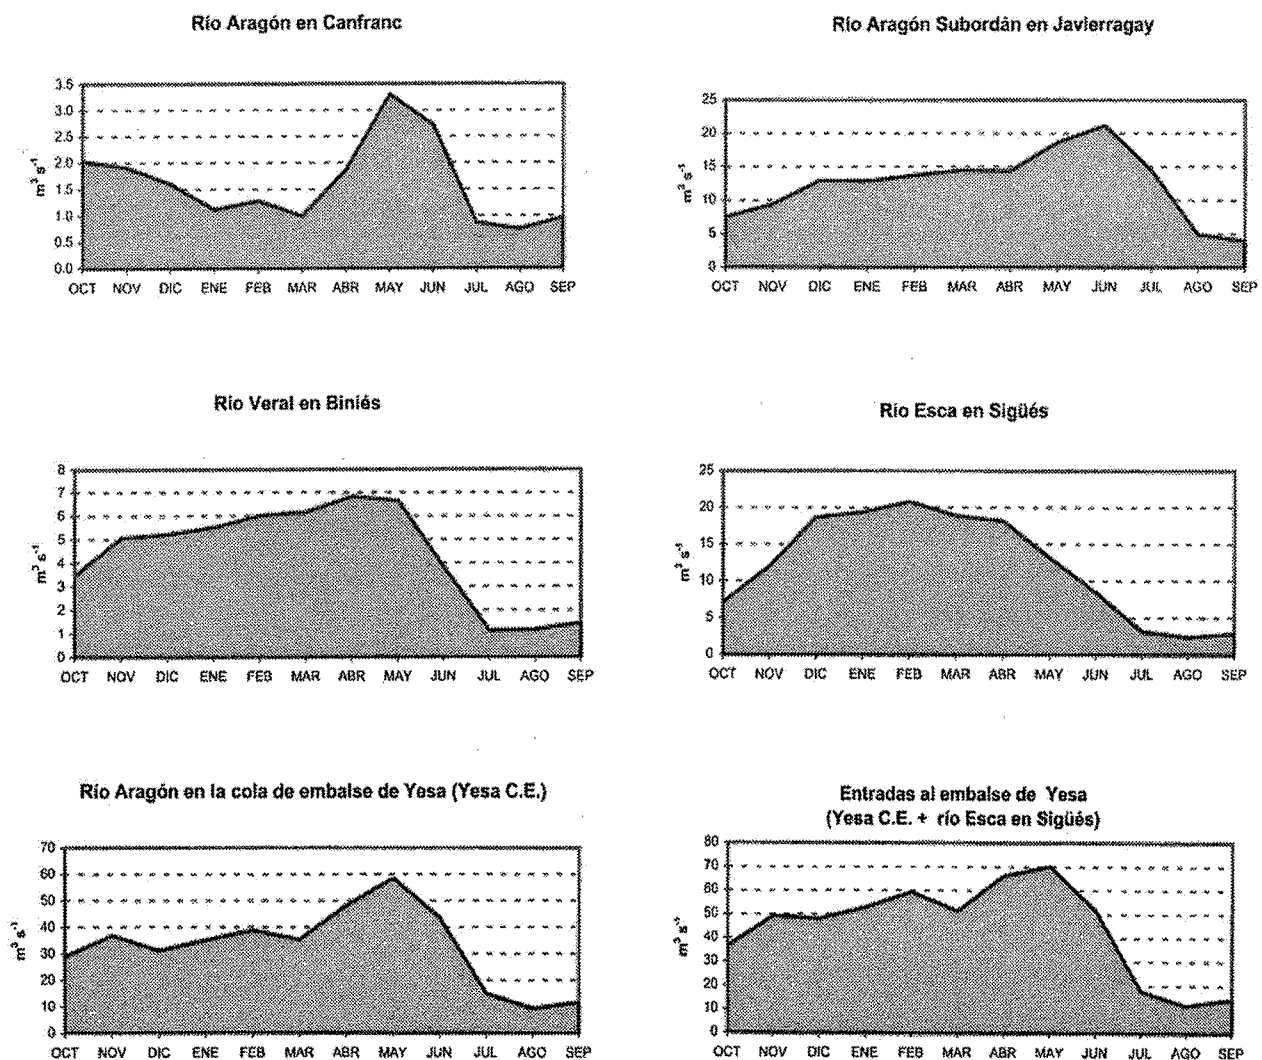 Río Aragón en Canfranc
3.5
3.0
2.5
2.0
1.5
1.0
0.5
0.0
m³ s⁻¹
OCT NOV DIC ENE FEB MAR ABR MAY JUN JUL AGO SEP
Río Aragón Subordán en Javierragay
25
20
15
10
5
0
m³ s⁻¹
OCT NOV DIC ENE FEB MAR ABR MAY JUN JUL AGO SEP
Río Veral en Biniés
8
7
6
5
4
3
2
1
0
m³ s⁻¹
OCT NOV DIC ENE FEB MAR ABR MAY JUN JUL AGO SEP
Río Esca en Sigüés
25
20
15
10
5
0
m³ s⁻¹
OCT NOV DIC ENE FEB MAR ABR MAY JUN JUL AGO SEP
Río Aragón en la cola de embalse de Yesa (Yesa C.E.)
70
60
50
40
30
20
10
0
m³ s⁻¹
OCT NOV DIC ENE FEB MAR ABR MAY JUN JUL AGO SEP
Entradas al embalse de Yesa
(Yesa C.E. + río Esca en Sigüés)
80
70
60
50
40
30
20
10
0
m³ s⁻¹
OCT NOV DIC ENE FEB MAR ABR MAY JUN JUL AGO SEP